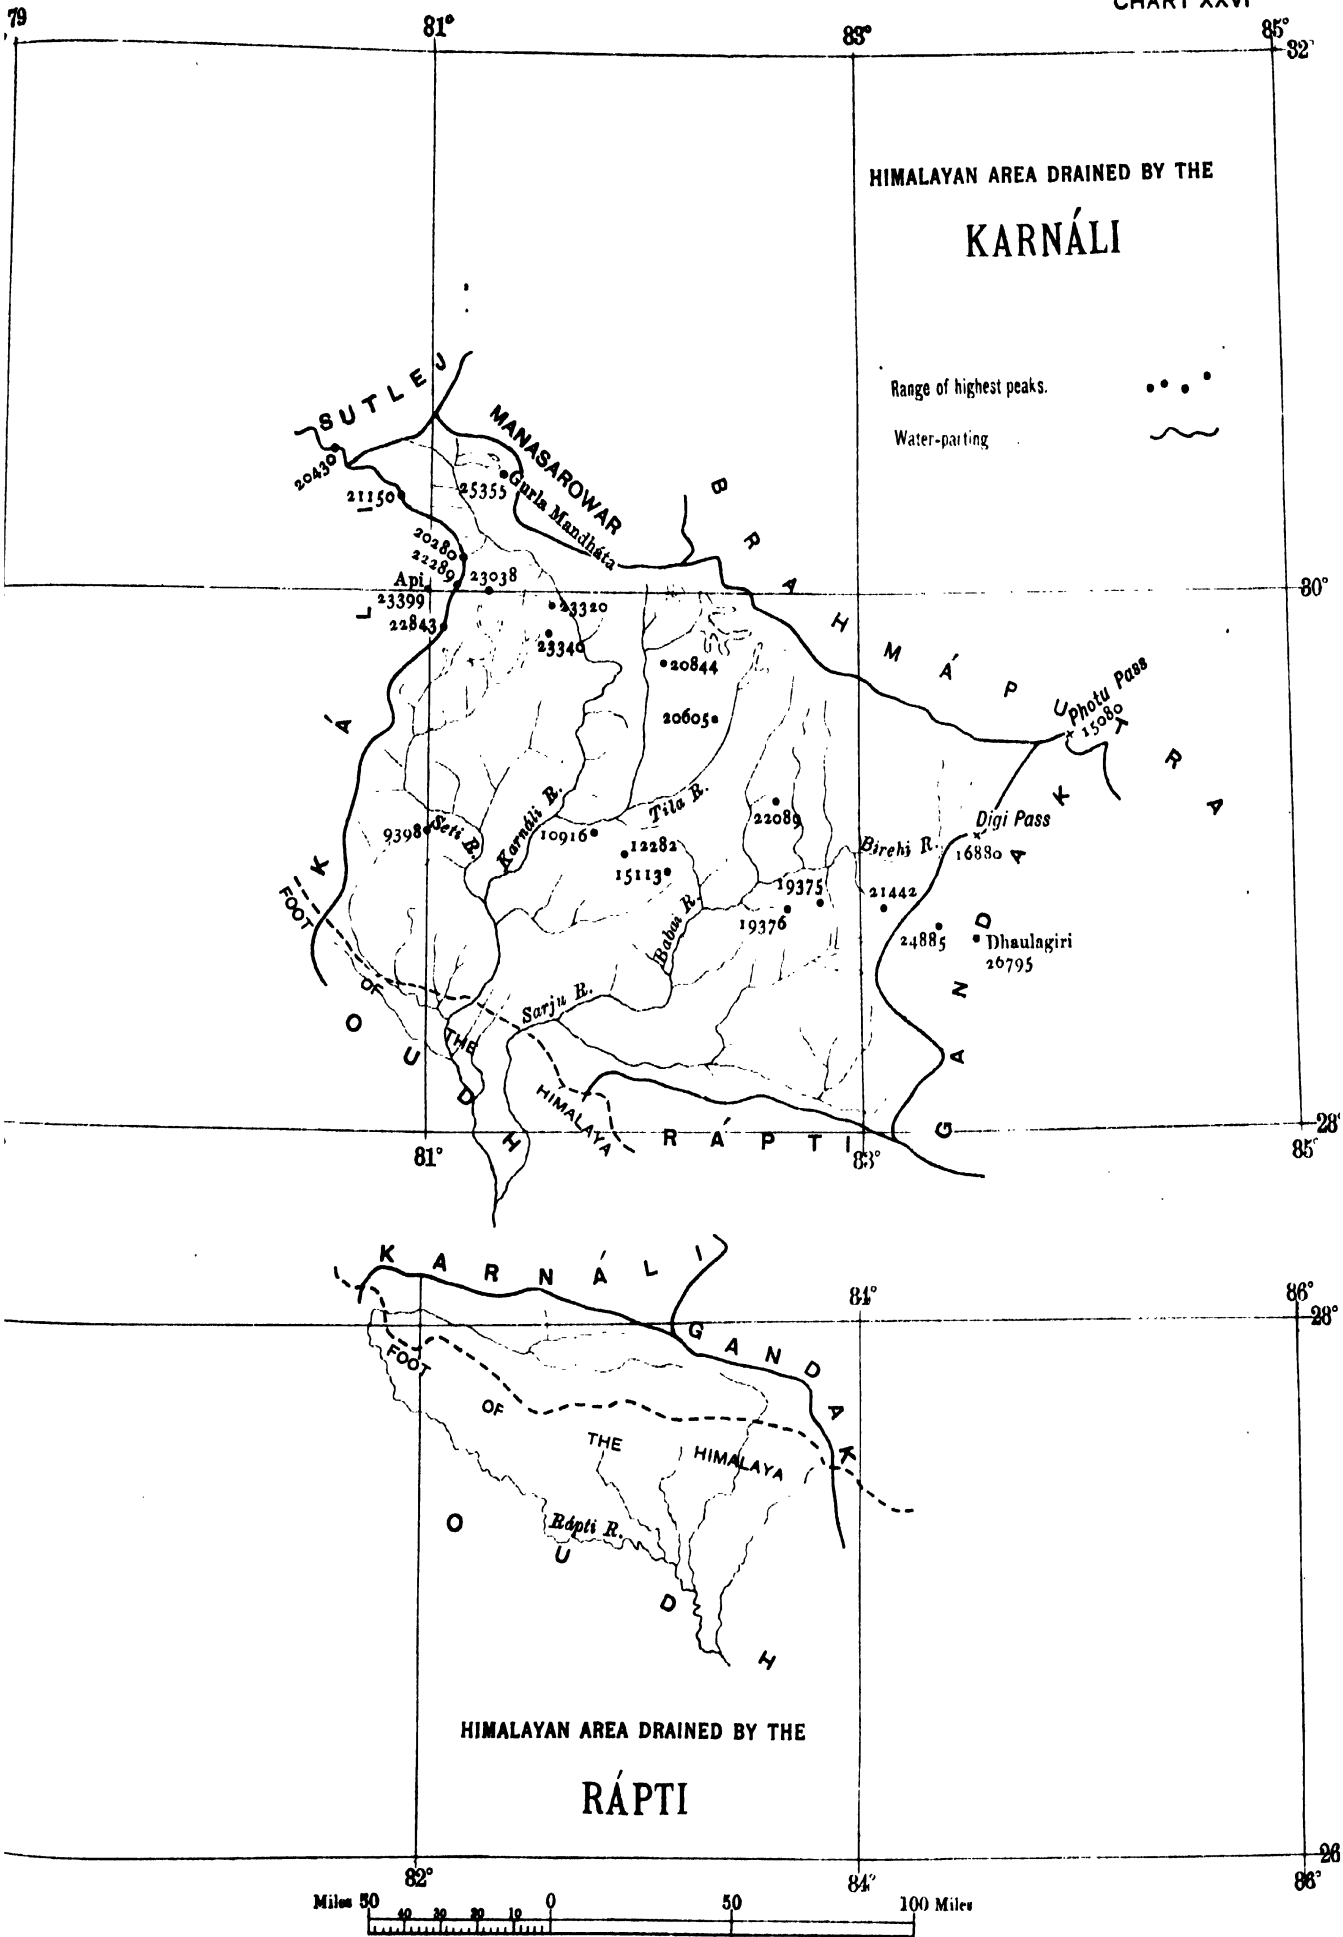 CHART XXVI
79
81°
83°
85°
32°
HIMALAYAN AREA DRAINED BY THE
KARNÁLI
Range of highest peaks.
Water-parting
SUTLEJ
MANASAROWAR
BRAHMÁPUTRA
20430
21150
25355
Gurla Mandháta
20280
22289
23038
Api
23399
22843
23320
23340
30°
20844
20605
Photu Pass
15080
KÁLI
Seti R.
9398
Karnáli R.
10916
Tila R.
12282
15113
22089
Birehi R.
Digi Pass
16880
19375
19376
21442
24885
Dhaulagiri
26795
Babai R.
Sarju R.
GANDAK
FOOT
OF
THE
HIMALAYA
OUDH
RÁPTI
28°
81°
83°
85°
KARNÁLI
84°
86°
28°
GANDAK
FOOT
OF
THE
HIMALAYA
Rápti R.
OUDH
HIMALAYAN AREA DRAINED BY THE
RÁPTI
26
82°
84°
86°
Miles 50 40 30 20 10 0 50 100 Miles